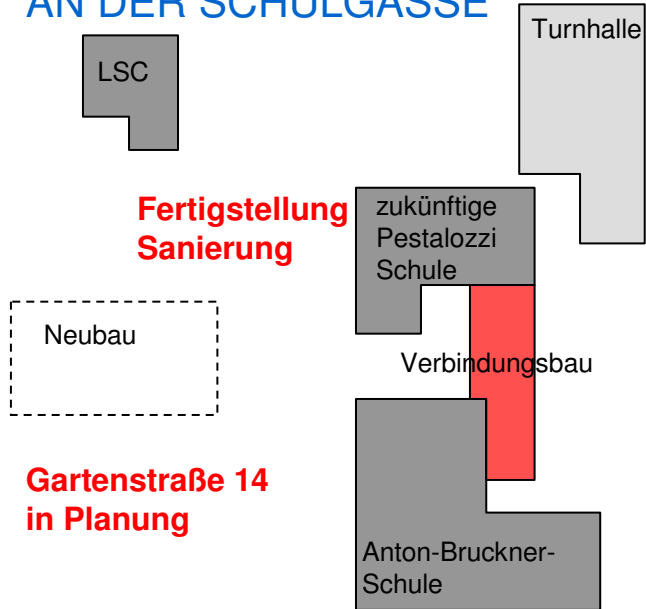 AN DER SCHULGASSE
Turnhalle
LSC
Fertigstellung
Sanierung
zukünftige
Pestalozzi
Schule
Neubau
Verbindungsbau
Gartenstraße 14
in Planung
Anton-Bruckner-
Schule